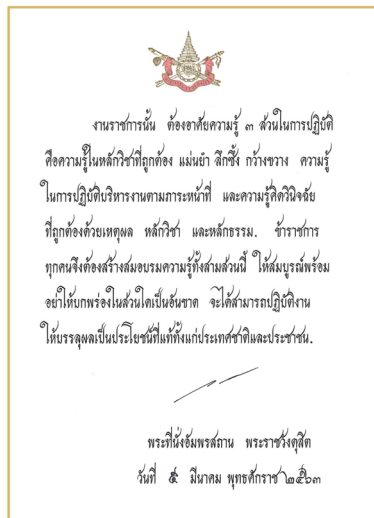 งานราชการนั้น ต้องอาศัยความรู้ ๓ ส่วนในการปฏิบัติ
คือความรู้ในหลักวิชาที่ถูกต้อง แม่นยำ ลึกซึ้ง กว้างขวาง ความรู้
ในการปฏิบัติบริหารงานตามภาระหน้าที่ และความรู้คิดวินิจฉัย
ที่ถูกต้องด้วยเหตุผล หลักวิชา และหลักธรรม. ข้าราชการ
ทุกคนจึงต้องสร้างสมอบรมความรู้ทั้งสามส่วนนี้ ให้สมบูรณ์พร้อม
อย่าให้บกพร่องในส่วนใดเป็นอันขาด จะได้สามารถปฏิบัติงาน
ให้บรรลุผลเป็นประโยชน์ที่แท้ทั้งแก่ประเทศชาติและประชาชน.
พระที่นั่งอัมพรสถาน พระราชวังดุสิต
วันที่ ๕ มีนาคม พุทธศักราช ๒๕๖๓